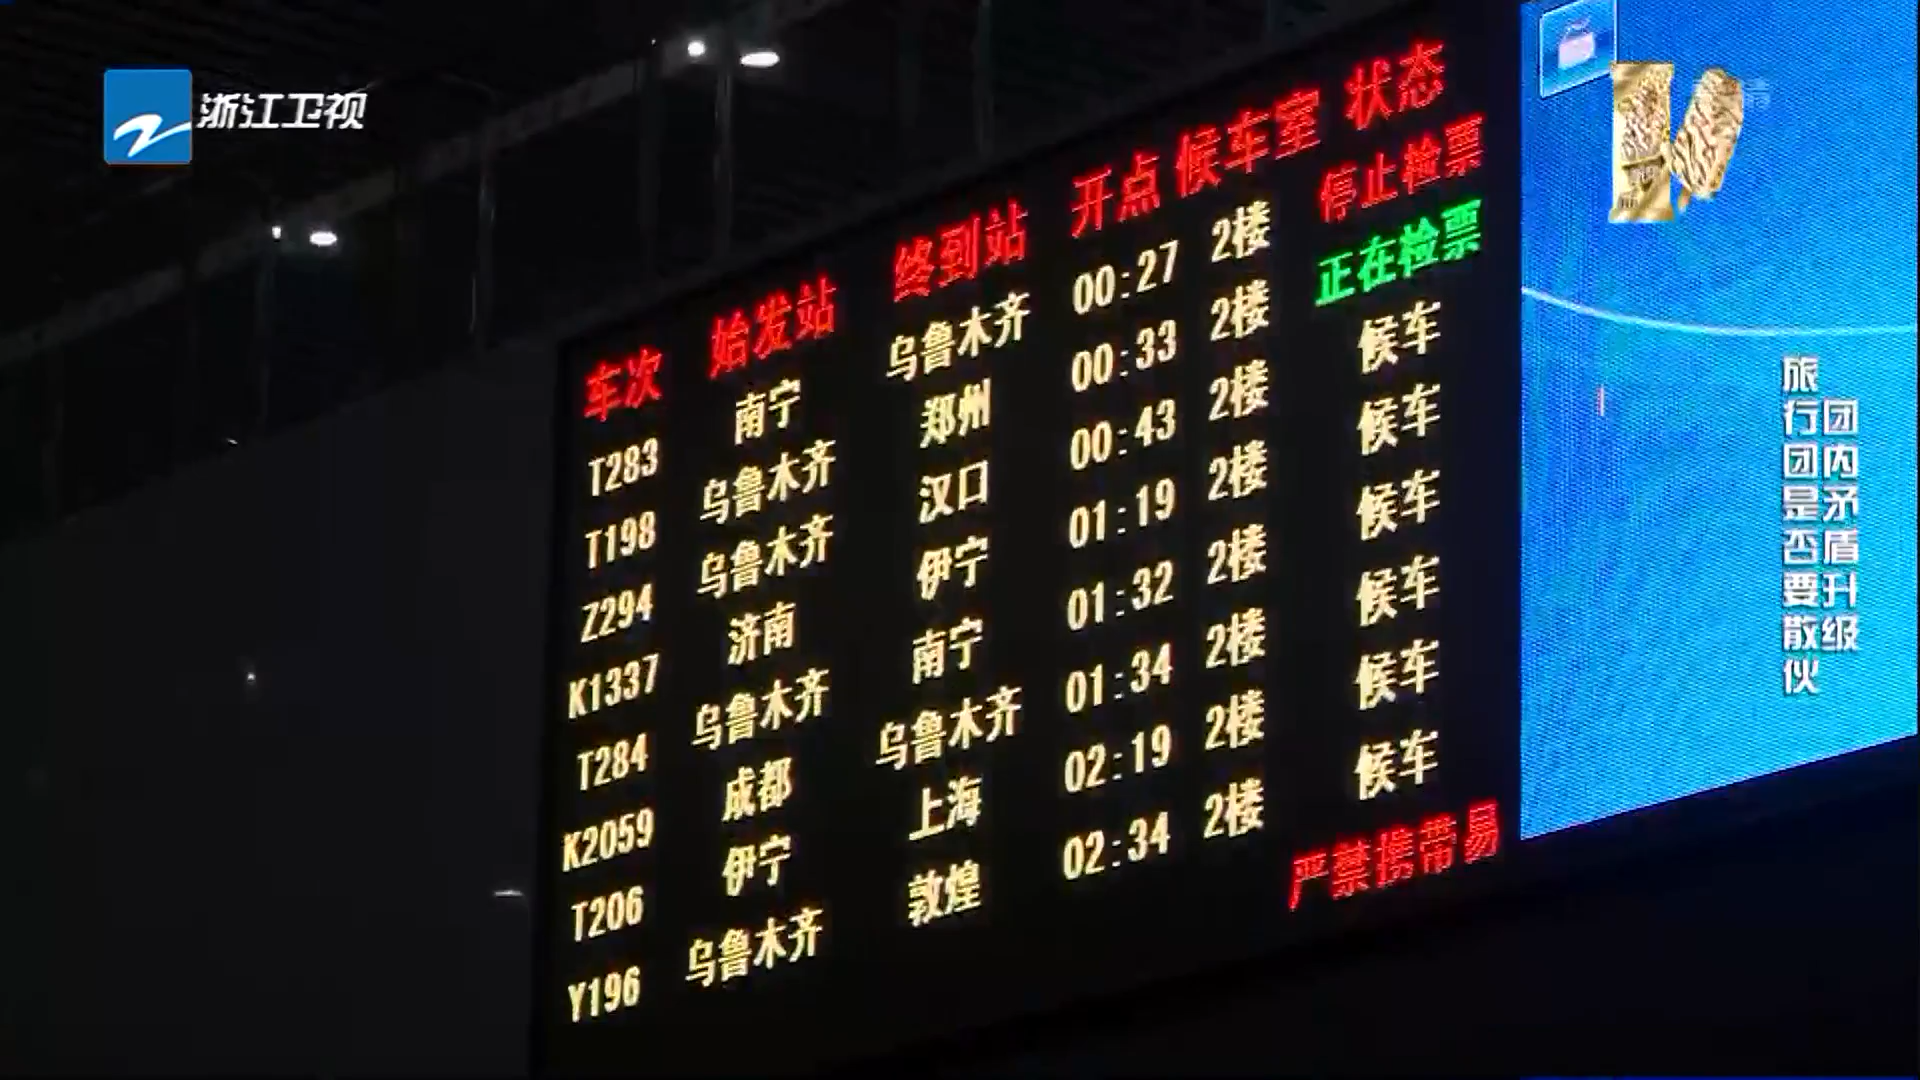 浙江卫视
车次 始发站 终到站 开点 候车室 状态
T283 南宁 乌鲁木齐 00:27 2楼 停止检票
T198 乌鲁木齐 郑州 00:33 2楼 正在检票
Z294 乌鲁木齐 汉口 00:43 2楼 候车
K1337 济南 伊宁 01:19 2楼 候车
T284 乌鲁木齐 南宁 01:32 2楼 候车
K2059 成都 乌鲁木齐 01:34 2楼 候车
T206 伊宁 上海 02:19 2楼 候车
Y196 乌鲁木齐 敦煌 02:34 2楼 候车
严禁携带易
团内矛盾升级
旅行团是否要散伙